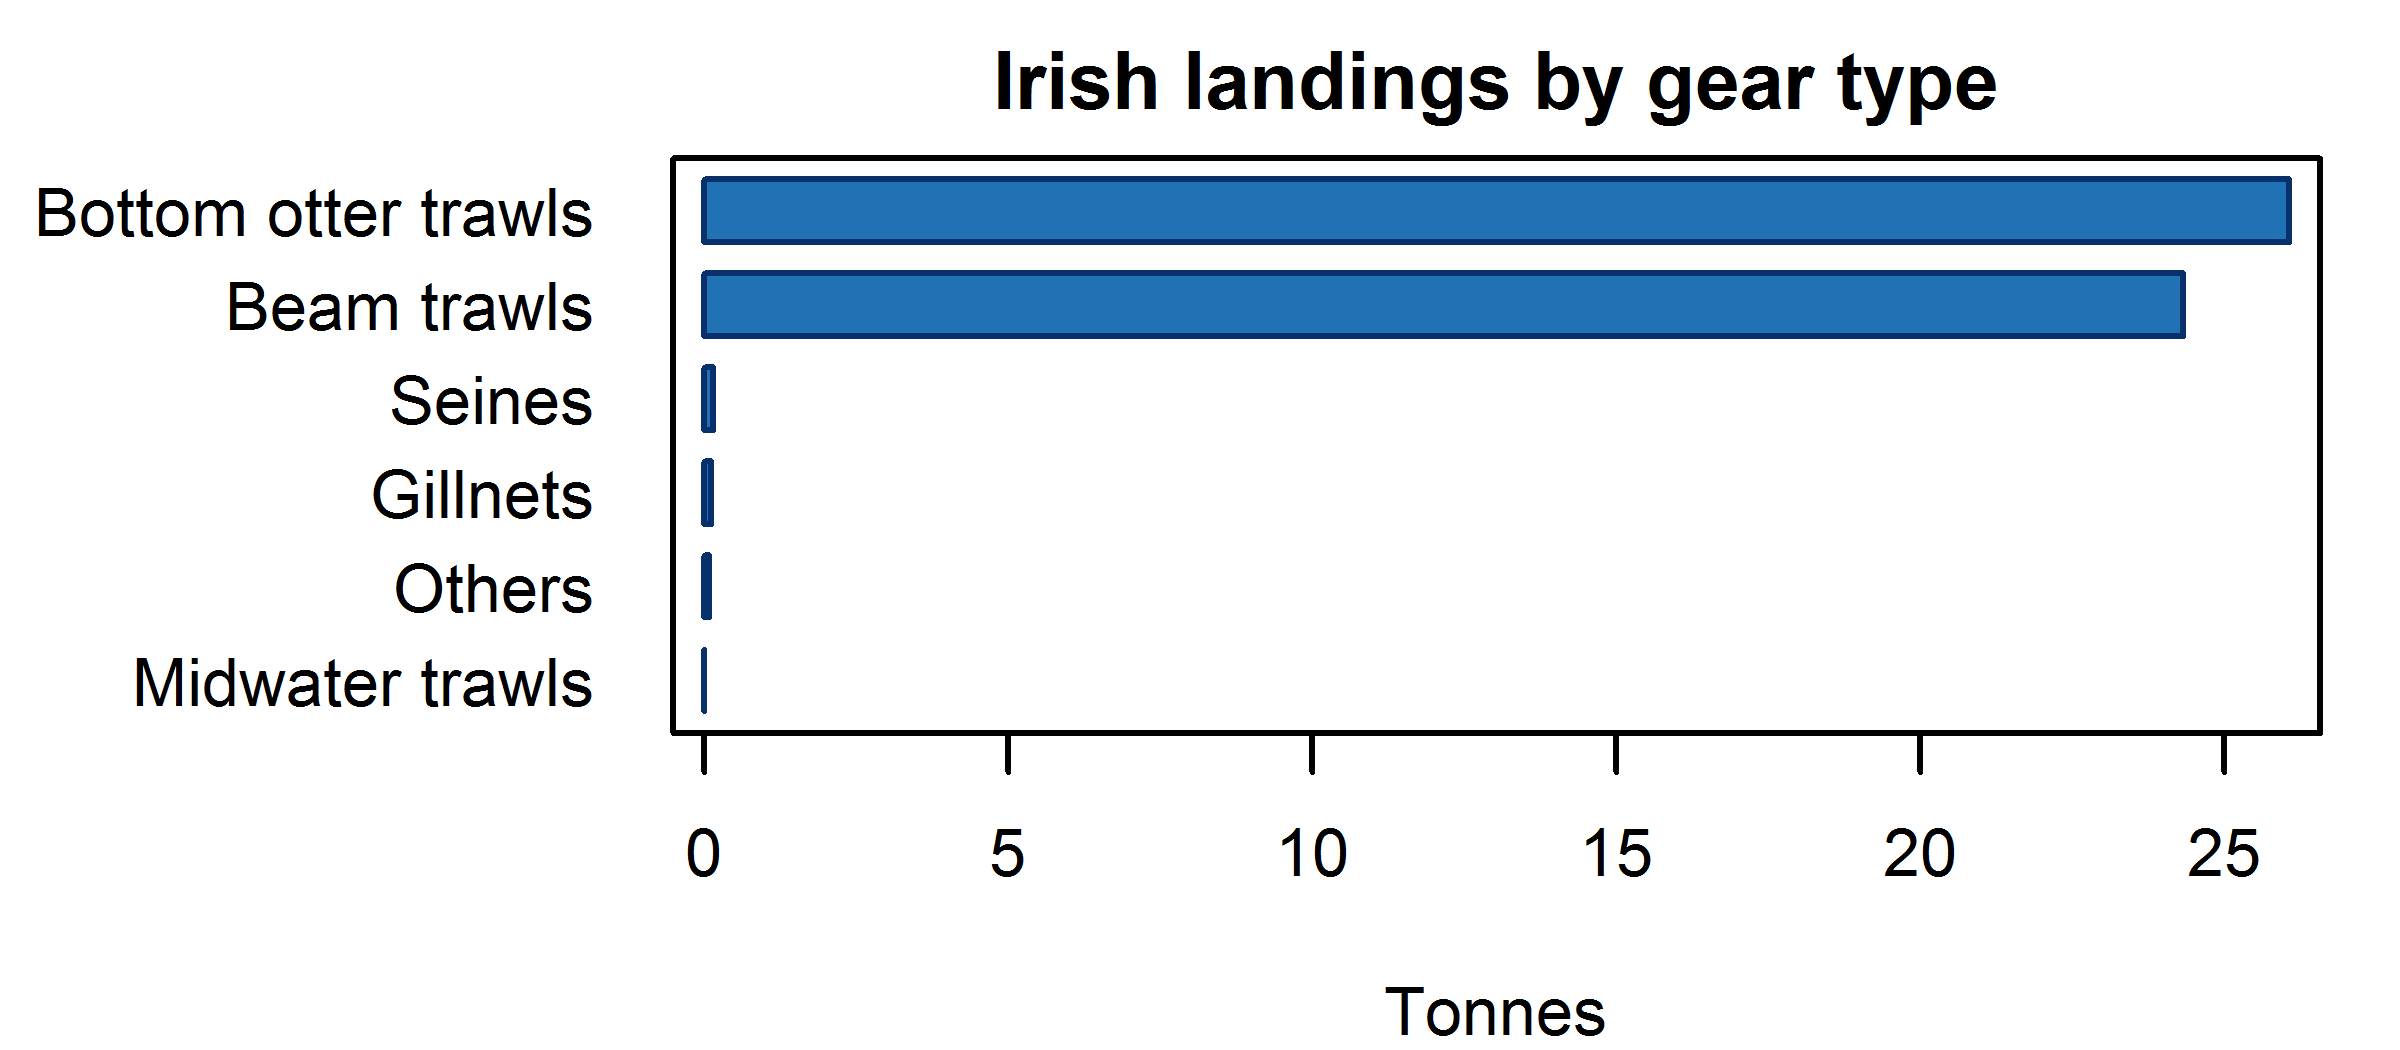 Irish landings by gear type
Bottom otter trawls
Beam trawls
Seines
Gillnets
Others
Midwater trawls
0 5 10 15 20 25
Tonnes